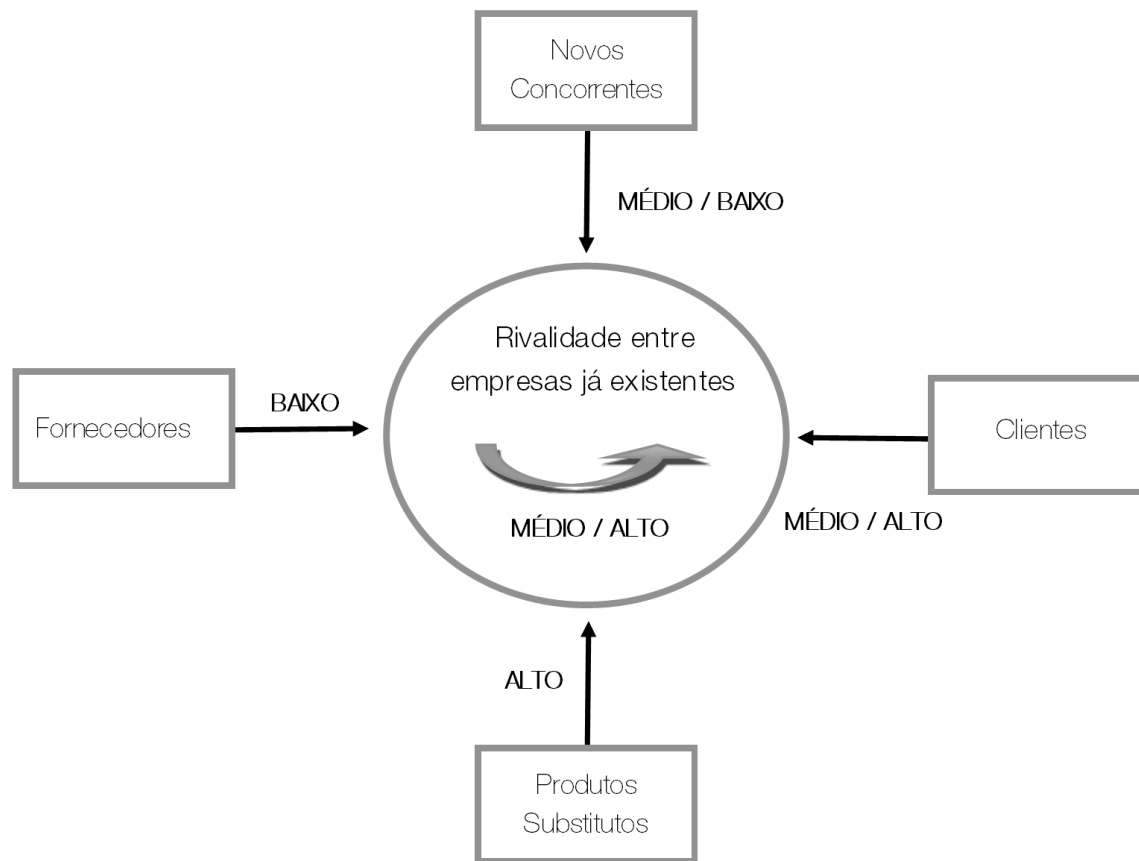 Novos
Concorrentes
MÉDIO / BAIXO
Rivalidade entre
empresas já existentes
BAIXO
Fornecedores
Clientes
MÉDIO / ALTO
MÉDIO / ALTO
ALTO
Produtos
Substitutos